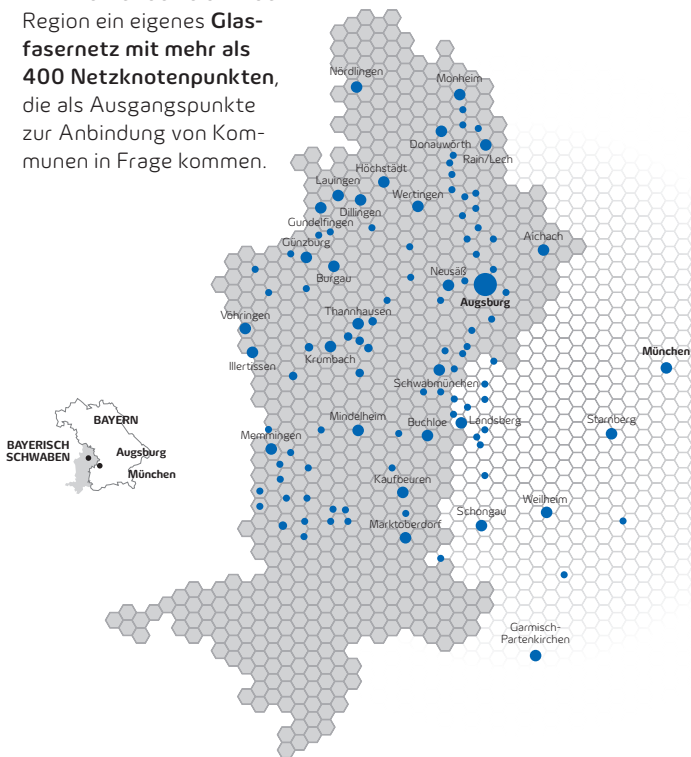 Region ein eigenes Glas-
fasernetz mit mehr als
400 Netzknotenpunkten,
die als Ausgangspunkte
zur Anbindung von Kom-
munen in Frage kommen.
Nördlingen
Monheim
Donauwörth
Rain/Lech
Höchstädt
Lauingen
Dillingen
Wertingen
Gundelfingen
Günzburg
Burgau
Aichach
Neusäß
Augsburg
Thannhausen
Vöhringen
Illertissen
Krumbach
München
Schwabmünchen
Mindelheim
Buchloe
Landsberg
Starnberg
Memmingen
Kaufbeuren
Marktoberdorf
Schongau
Weilheim
Garmisch-
Partenkirchen
BAYERN
BAYERISCH
SCHWABEN
Augsburg
München